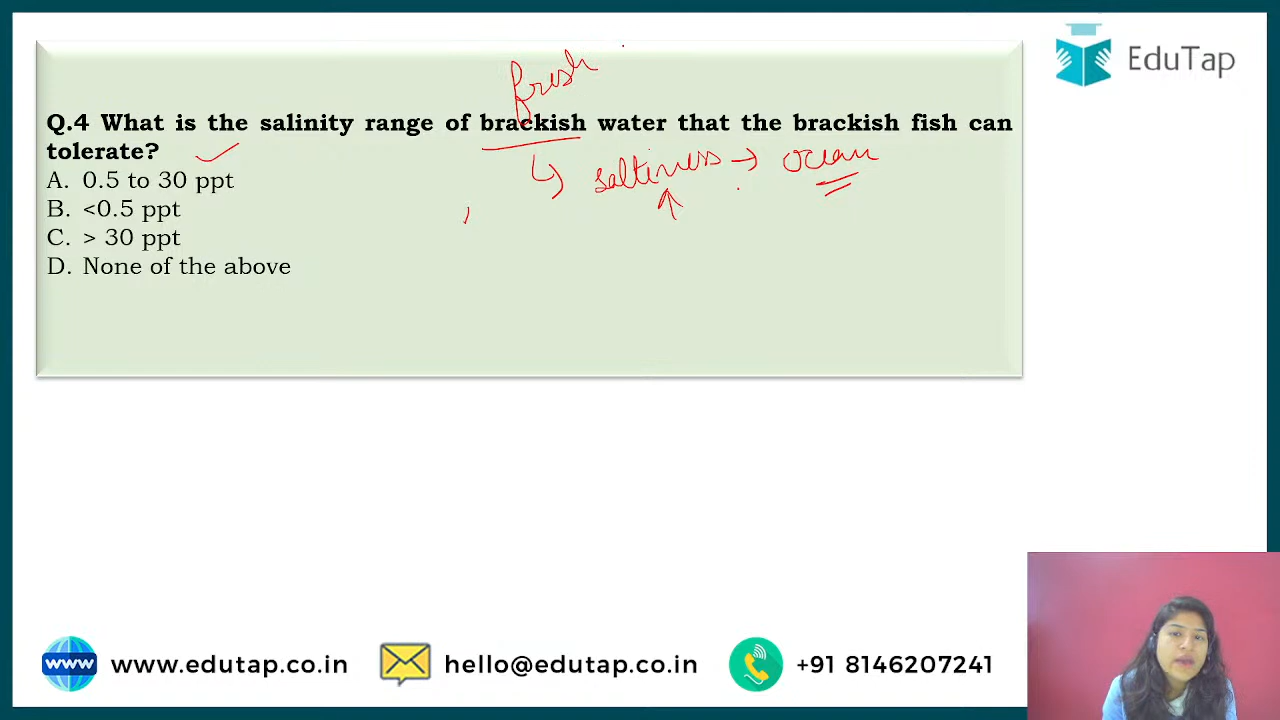 EduTap
fresh
Q.4 What is the salinity range of brackish water that the brackish fish can
tolerate?
saltiness → ocean
A. 0.5 to 30 ppt
B. <0.5 ppt
C. > 30 ppt
D. None of the above
www www.edutap.co.in hello@edutap.co.in +91 8146207241